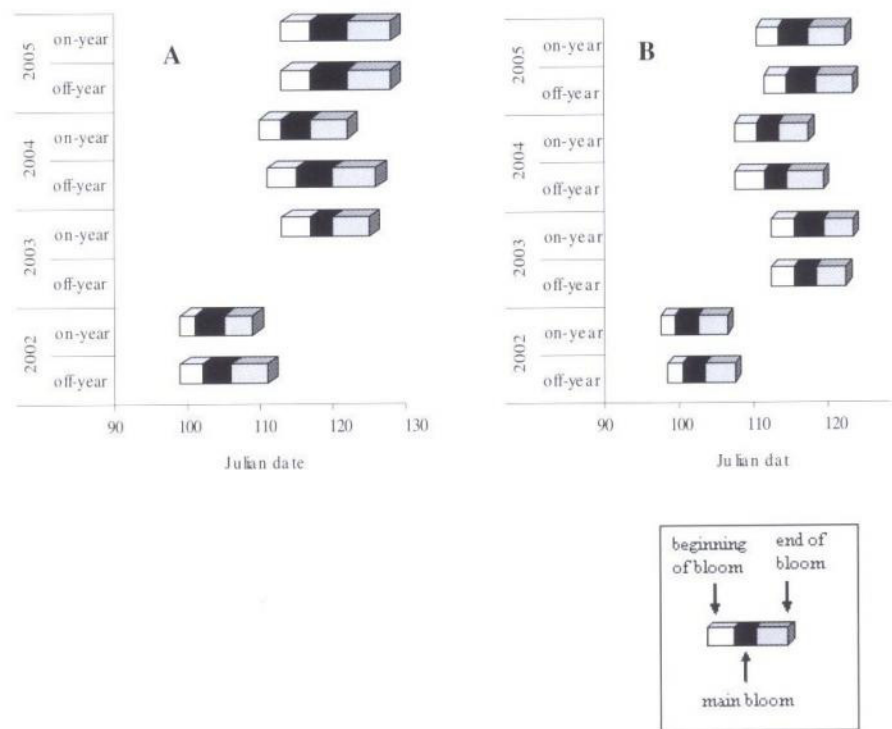 A
2005
on-year
off-year
2004
on-year
off-year
2003
on-year
off-year
2002
on-year
off-year
90 100 110 120 130
Julian date
B
2005
on-year
off-year
2004
on-year
off-year
2003
on-year
off-year
2002
on-year
off-year
90 100 110 120
Julian dat
beginning
of bloom
end of
bloom
main bloom